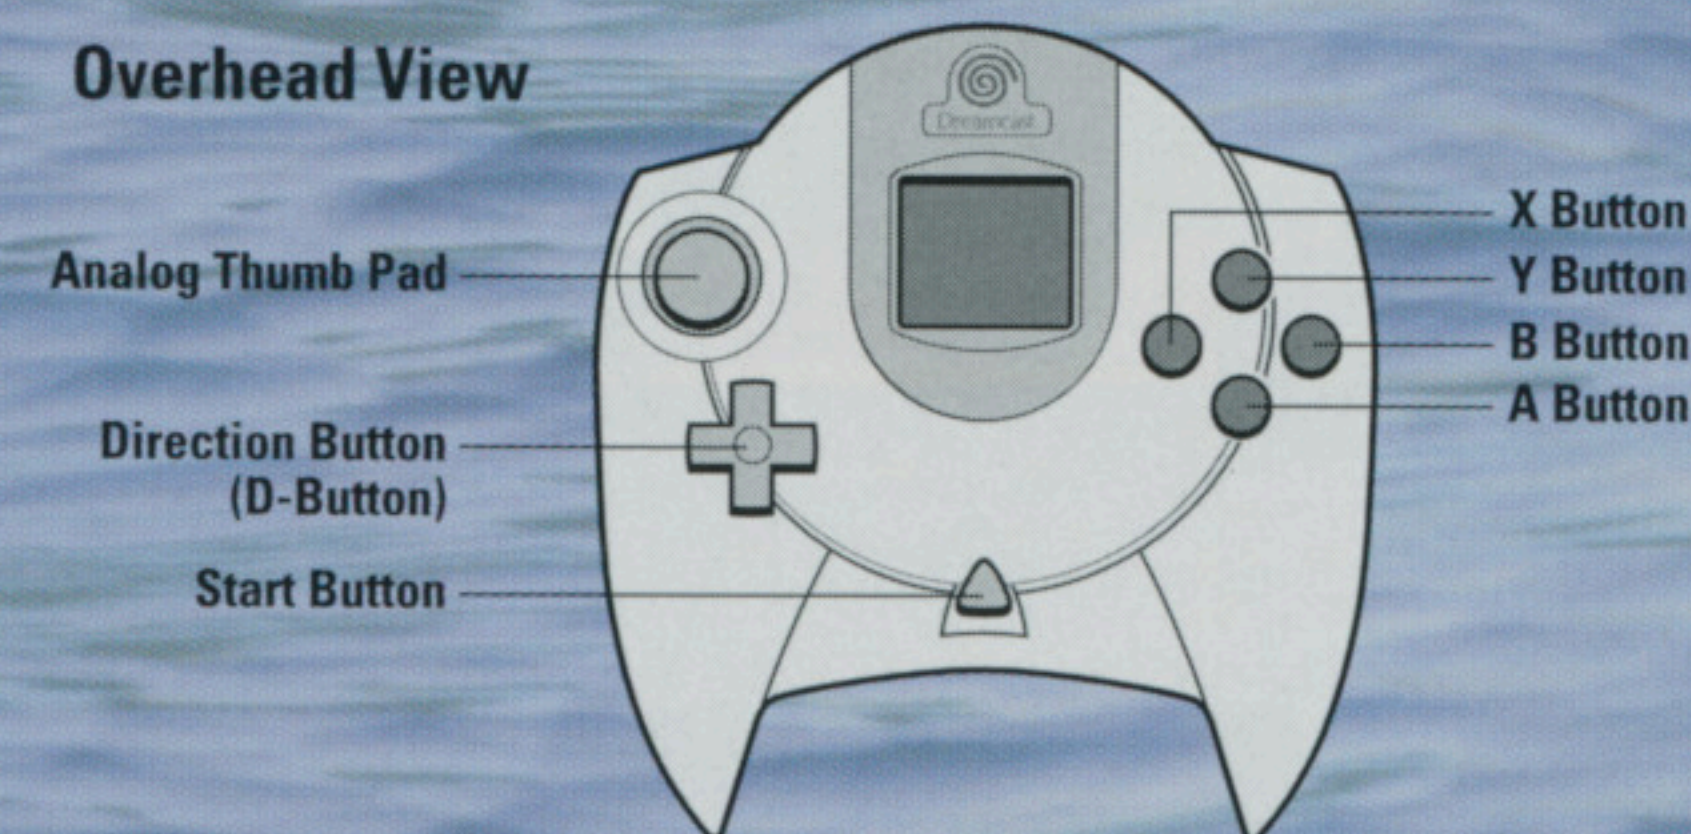 Overhead View
Dreamcast
Analog Thumb Pad
Direction Button
(D-Button)
Start Button
X Button
Y Button
B Button
A Button